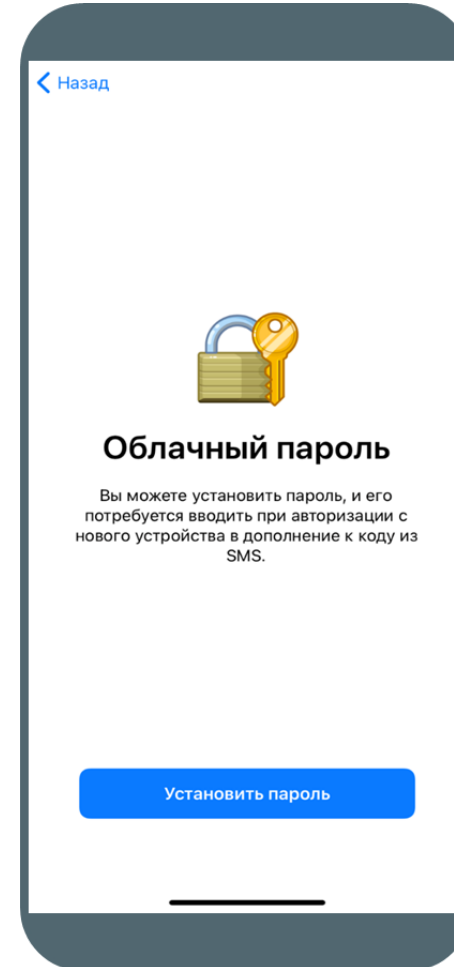 Назад
Облачный пароль
Вы можете установить пароль, и его
потребуется вводить при авторизации с
нового устройства в дополнение к коду из
SMS.
Установить пароль